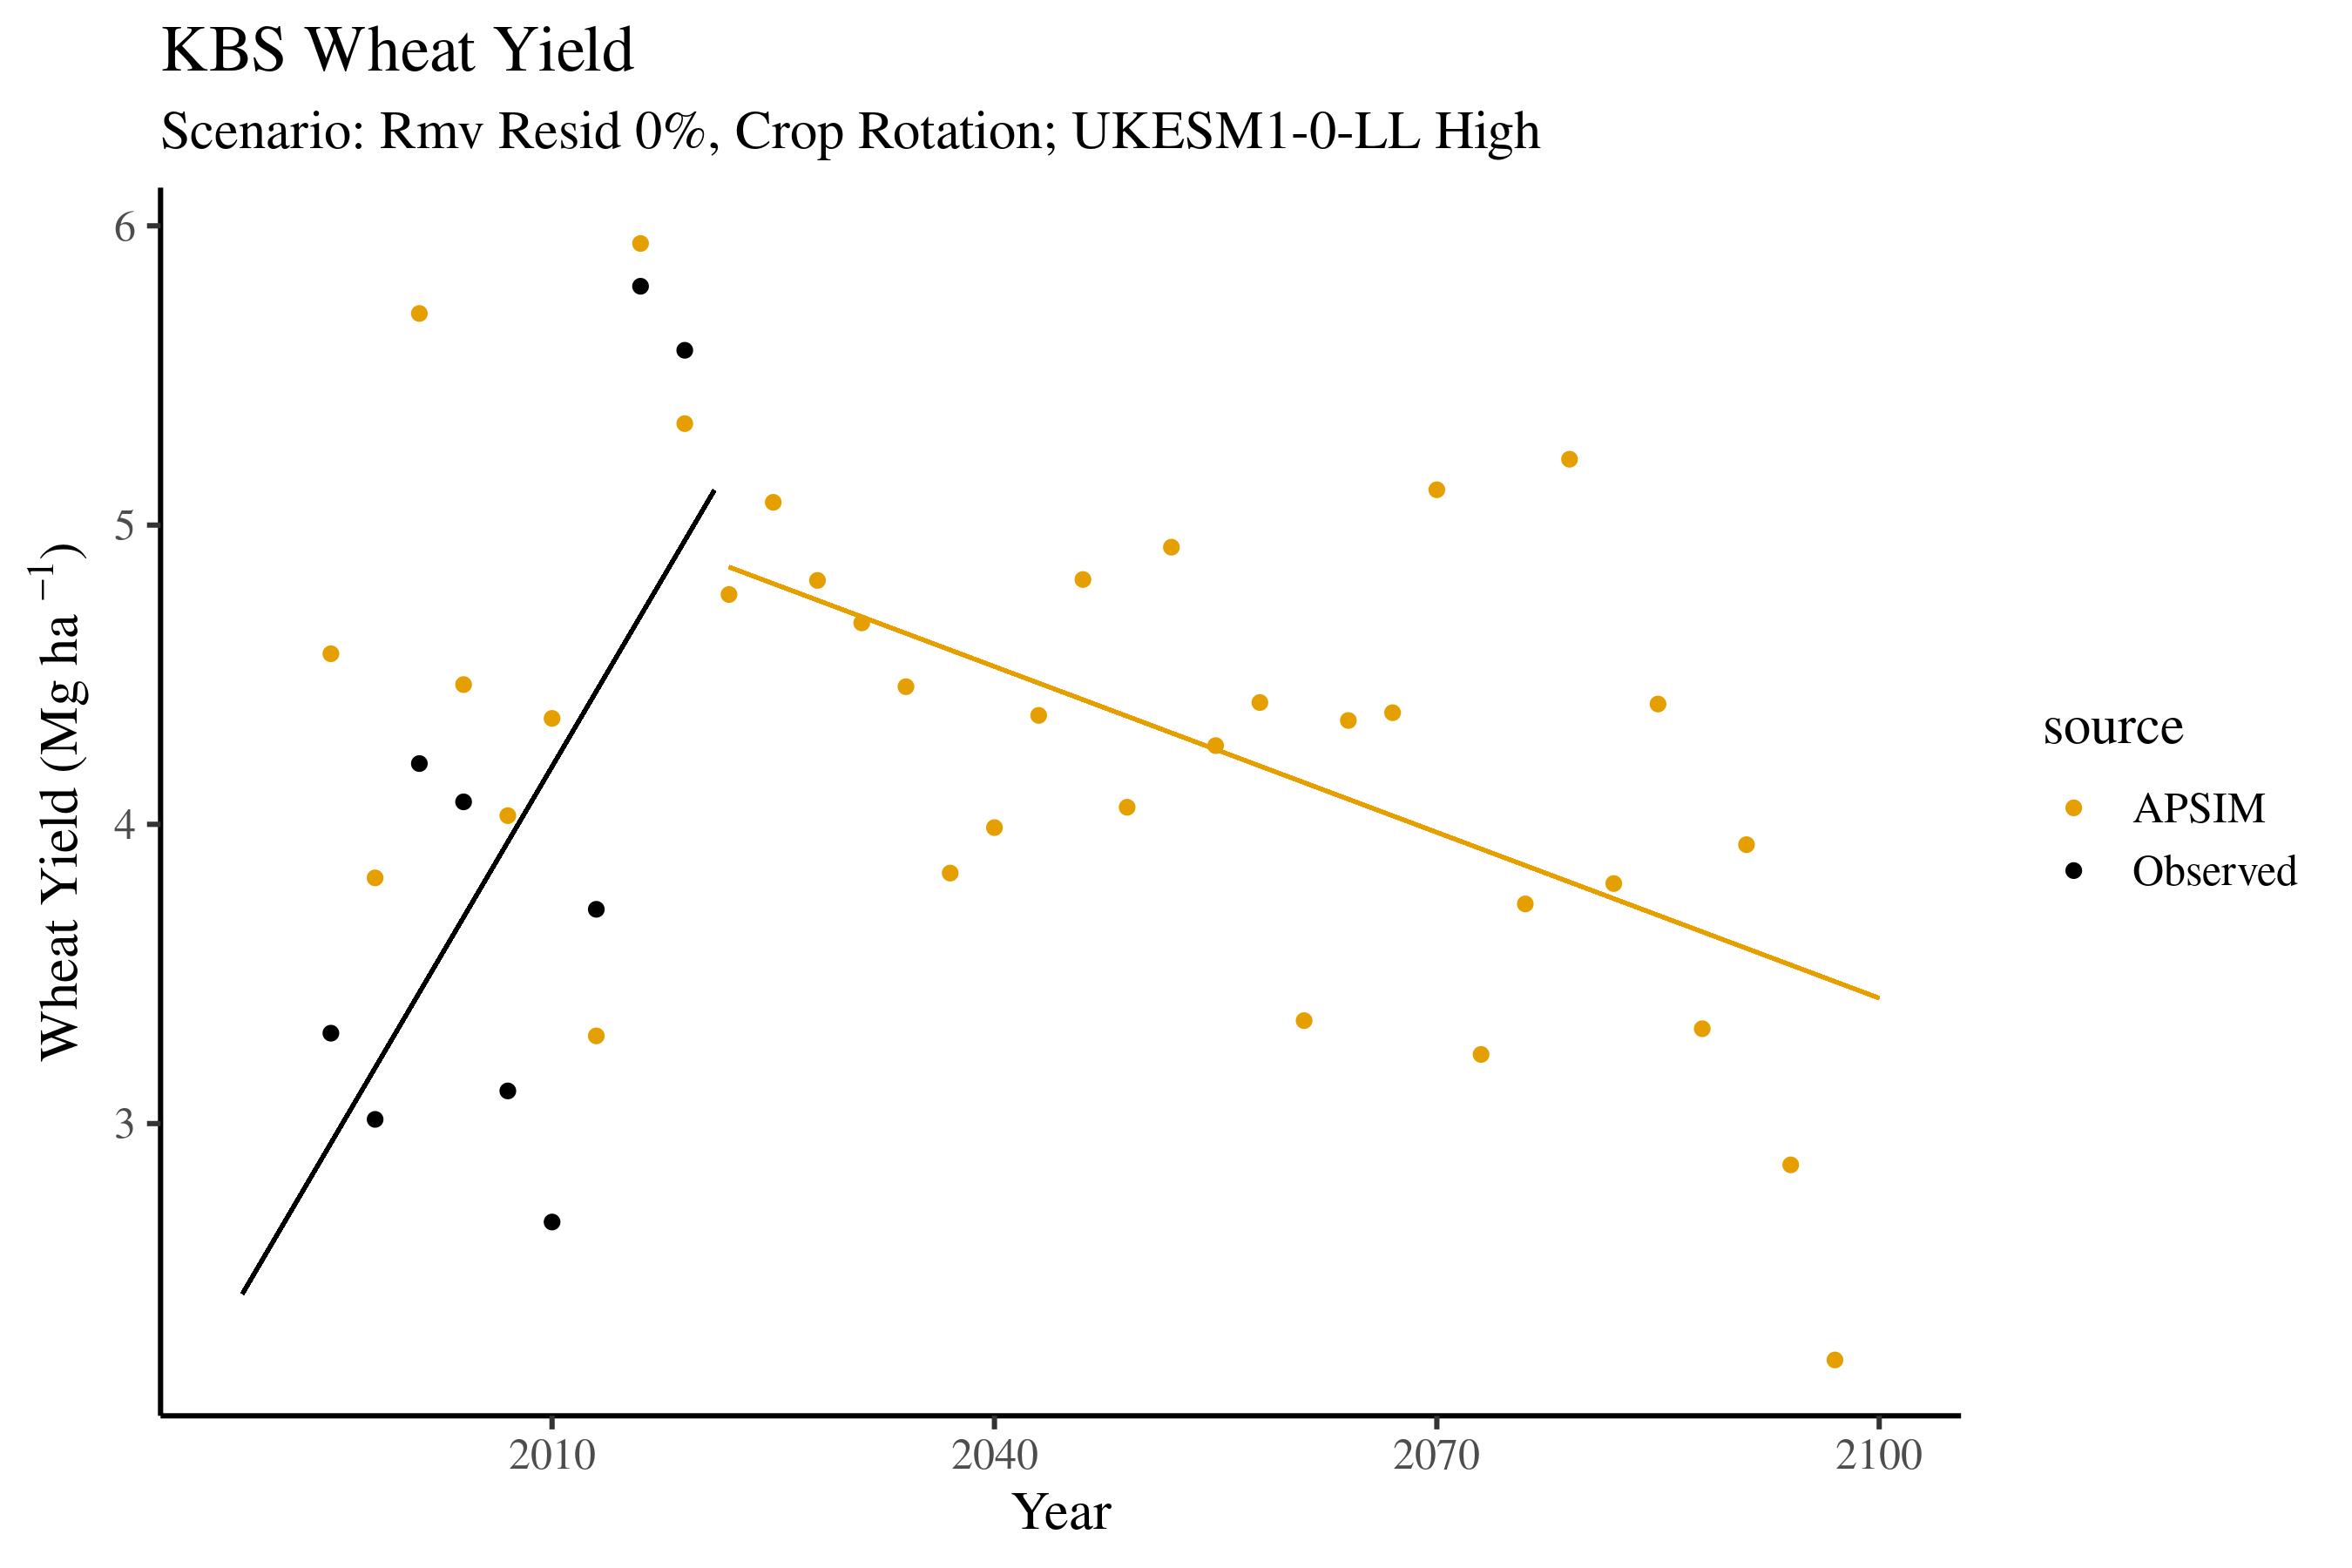 KBS Wheat Yield
Scenario: Rmv Resid 0%, Crop Rotation; UKESM1-0-LL High
Wheat Yield (Mg ha ⁻¹)
6
5
4
3
2010
2040
2070
2100
Year
source
APSIM
Observed